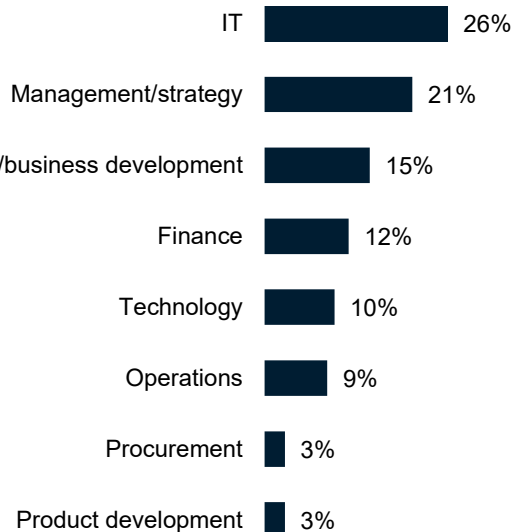 IT 26%
Management/strategy 21%
/business development 15%
Finance 12%
Technology 10%
Operations 9%
Procurement 3%
Product development 3%